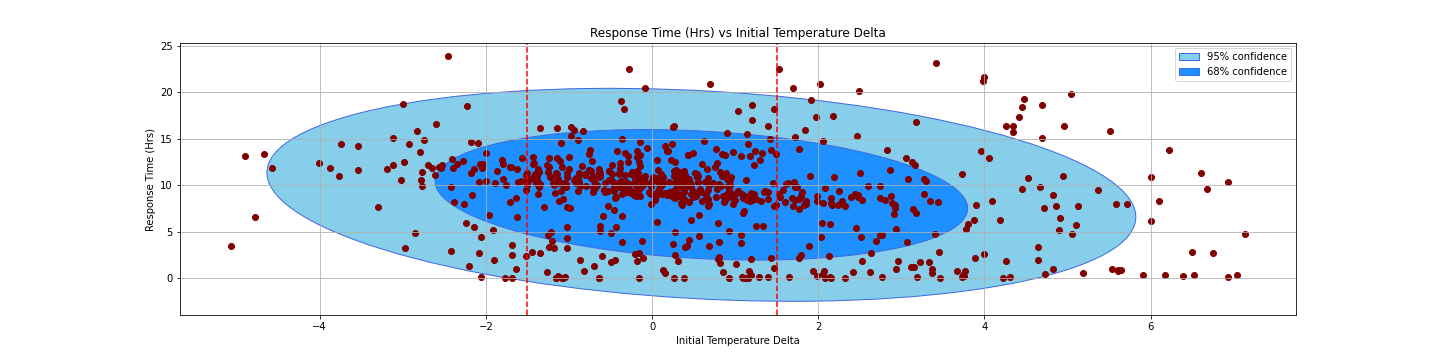 Response Time (Hrs) vs Initial Temperature Delta
95% confidence
68% confidence
Response Time (Hrs)
25
20
15
10
5
0
−4
−2
0
2
4
6
Initial Temperature Delta